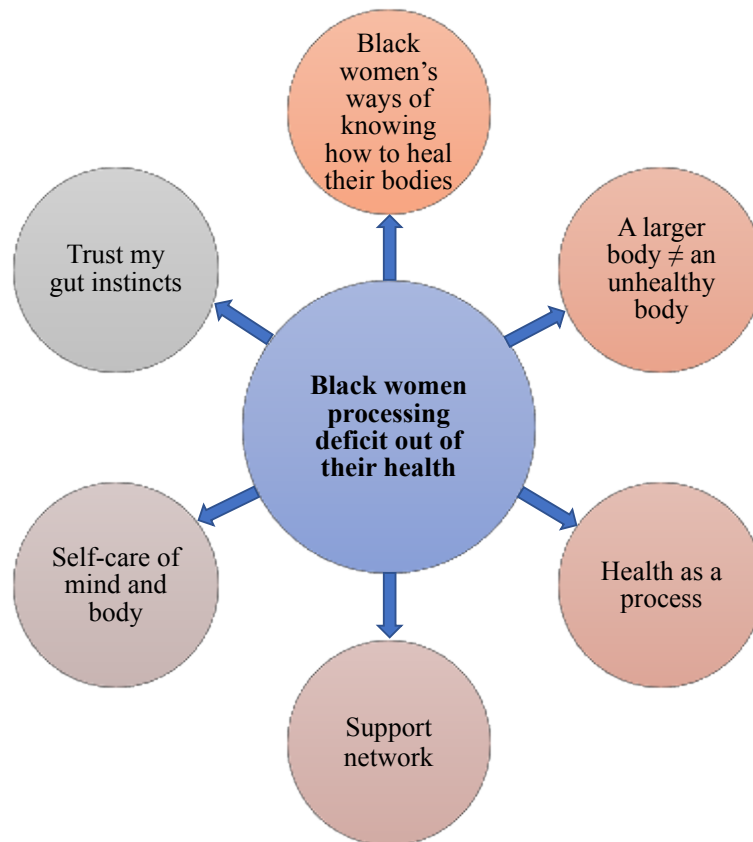 Black
women's
ways of
knowing
how to heal
their bodies
A larger
body ≠ an
unhealthy
body
Trust my
gut instincts
Black women
processing
deficit out of
their health
Self-care of
mind and
body
Health as a
process
Support
network